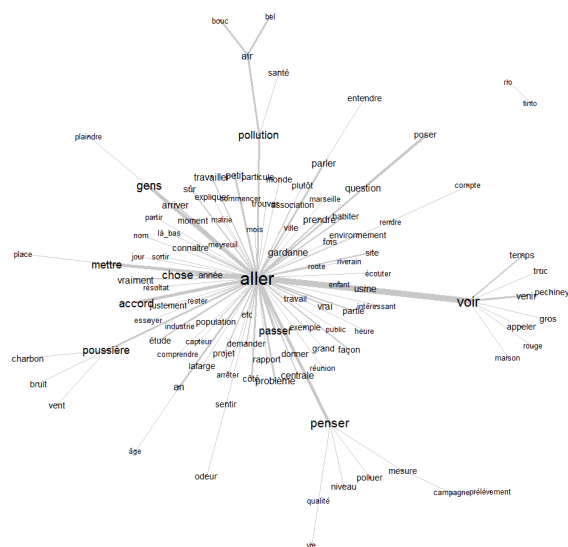 bouc
bel
air
santé
rio
tinto
entendre
plaindre
pollution
poser
parler
travailler
petit
particule
monde
gens
sûr
plutôt
question
compte
expliquer
commencer
trouver
association
marseille
arriver
prendre
habiter
rendre
partir
moment
mairie
mois
ville
environnement
nom
là_bas
connaitre
meyreuil
fois
gardanne
place
jour
sortir
site
riverain
temps
mettre
chose
année
aller
route
écouter
truc
vraiment
résultat
enfant
usine
venir
pechiney
accord
justement
rester
travail
vrai
intéressant
partie
voir
essayer
industrie
population
etc
exemple
public
heure
gros
appeler
poussière
étude
capteur
demander
passer
grand
façon
rouge
charbon
comprendre
projet
rapport
donner
maison
lafarge
arrêter
côté
problème
centrale
réunion
bruit
an
vent
sentir
penser
âge
odeur
niveau
polluer
mesure
qualité
campagne
prélèvement
vie